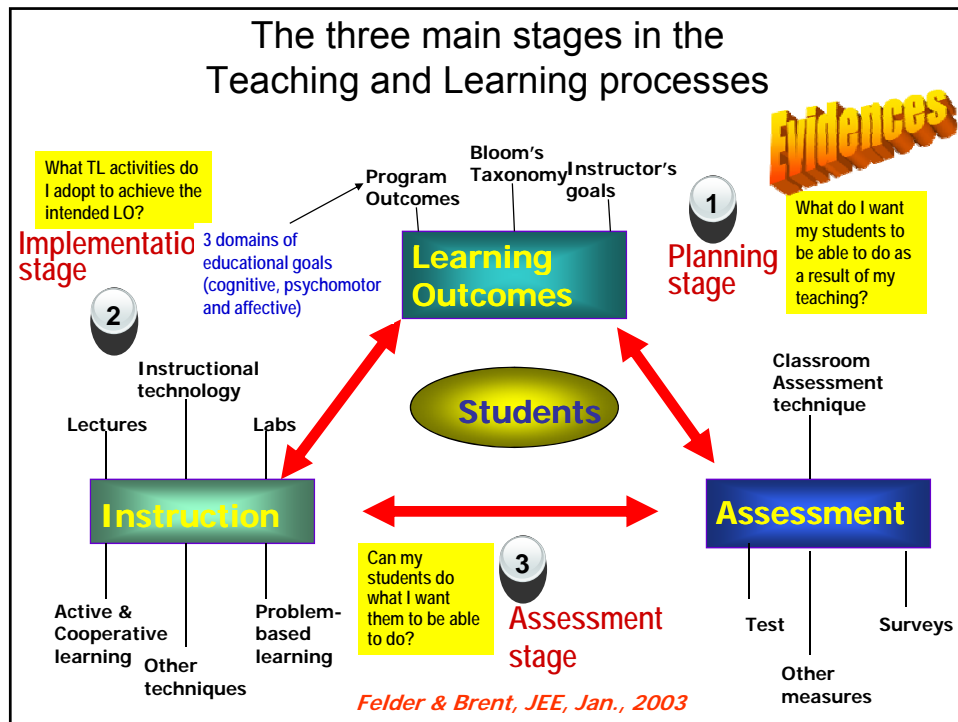 The three main stages in the
Teaching and Learning processes
Evidences
What TL activities do
I adopt to achieve the
intended LO?
Implementatio
stage
2
3 domains of
educational goals
(cognitive, psychomotor
and affective)
Program
Outcomes
Bloom's
Taxonomy
Instructor's
goals
Learning
Outcomes
1
Planning
stage
What do I want
my students to
be able to do as
a result of my
teaching?
Students
Instructional
technology
Lectures
Labs
Instruction
Active &
Cooperative
learning
Other
techniques
Problem-
based
learning
Can my
students do
what I want
them to be able
to do?
3
Assessment
stage
Classroom
Assessment
technique
Assessment
Test
Other
measures
Surveys
Felder & Brent, JEE, Jan., 2003